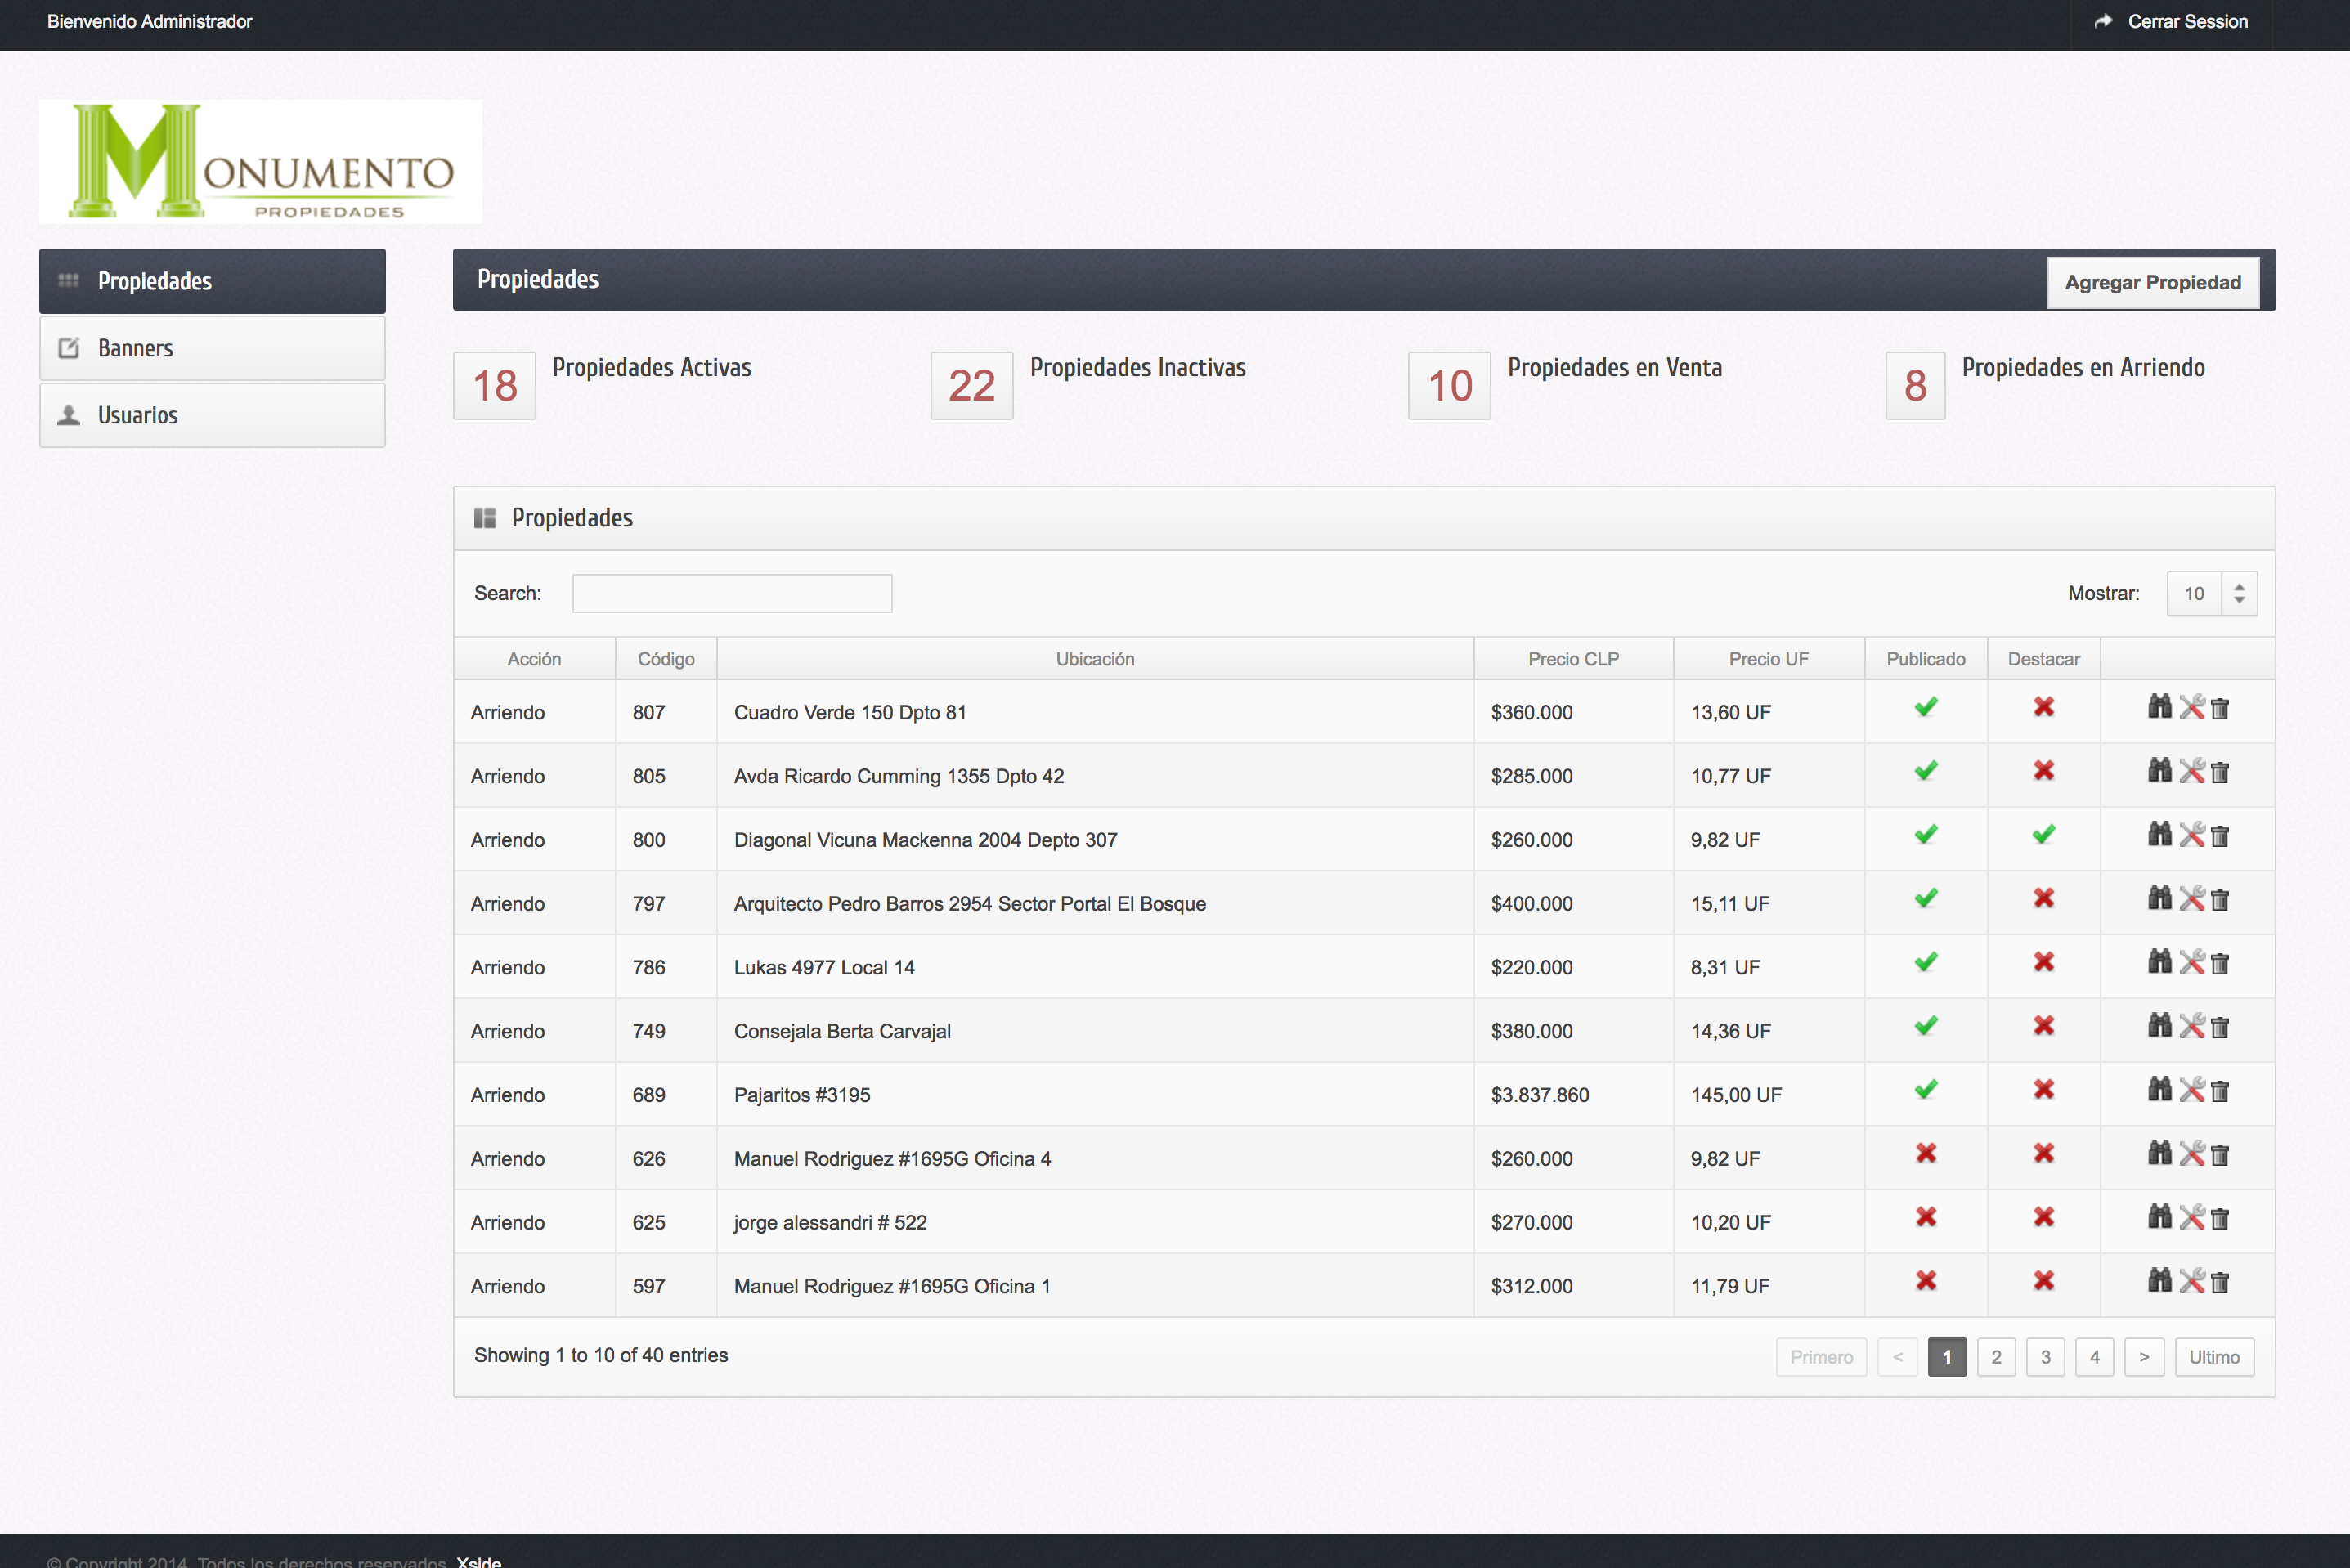 Bienvenido Administrador
Cerrar Session
MONUMENTO
PROPIEDADES
Propiedades
Banners
Usuarios
Propiedades
Agregar Propiedad
18 Propiedades Activas
22 Propiedades Inactivas
10 Propiedades en Venta
8 Propiedades en Arriendo
Propiedades
Search:
Mostrar: 10
Acción Código Ubicación Precio CLP Precio UF Publicado Destacar
Arriendo 807 Cuadro Verde 150 Dpto 81 $360.000 13,60 UF
Arriendo 805 Avda Ricardo Cumming 1355 Dpto 42 $285.000 10,77 UF
Arriendo 800 Diagonal Vicuna Mackenna 2004 Depto 307 $260.000 9,82 UF
Arriendo 797 Arquitecto Pedro Barros 2954 Sector Portal El Bosque $400.000 15,11 UF
Arriendo 786 Lukas 4977 Local 14 $220.000 8,31 UF
Arriendo 749 Consejala Berta Carvajal $380.000 14,36 UF
Arriendo 689 Pajaritos #3195 $3.837.860 145,00 UF
Arriendo 626 Manuel Rodriguez #1695G Oficina 4 $260.000 9,82 UF
Arriendo 625 jorge alessandri # 522 $270.000 10,20 UF
Arriendo 597 Manuel Rodriguez #1695G Oficina 1 $312.000 11,79 UF
Showing 1 to 10 of 40 entries
Primero < 1 2 3 4 > Ultimo
© Copyright 2014. Todos los derechos reservados. Xside